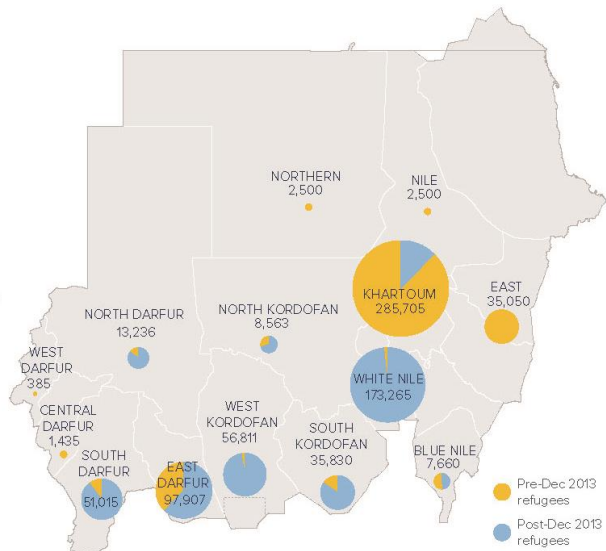 NORTHERN
2,500
NILE
2,500
KHARTOUM
285,705
EAST
35,050
NORTH DARFUR
13,236
NORTH KORDOFAN
8,563
WEST
DARFUR
385
WHITE NILE
173,265
CENTRAL
DARFUR
1,435
WEST
KORDOFAN
56,811
SOUTH
KORDOFAN
35,830
BLUE NILE
7,660
SOUTH
DARFUR
51,015
EAST
DARFUR
97,907
Pre-Dec 2013
refugees
Post-Dec 2013
refugees